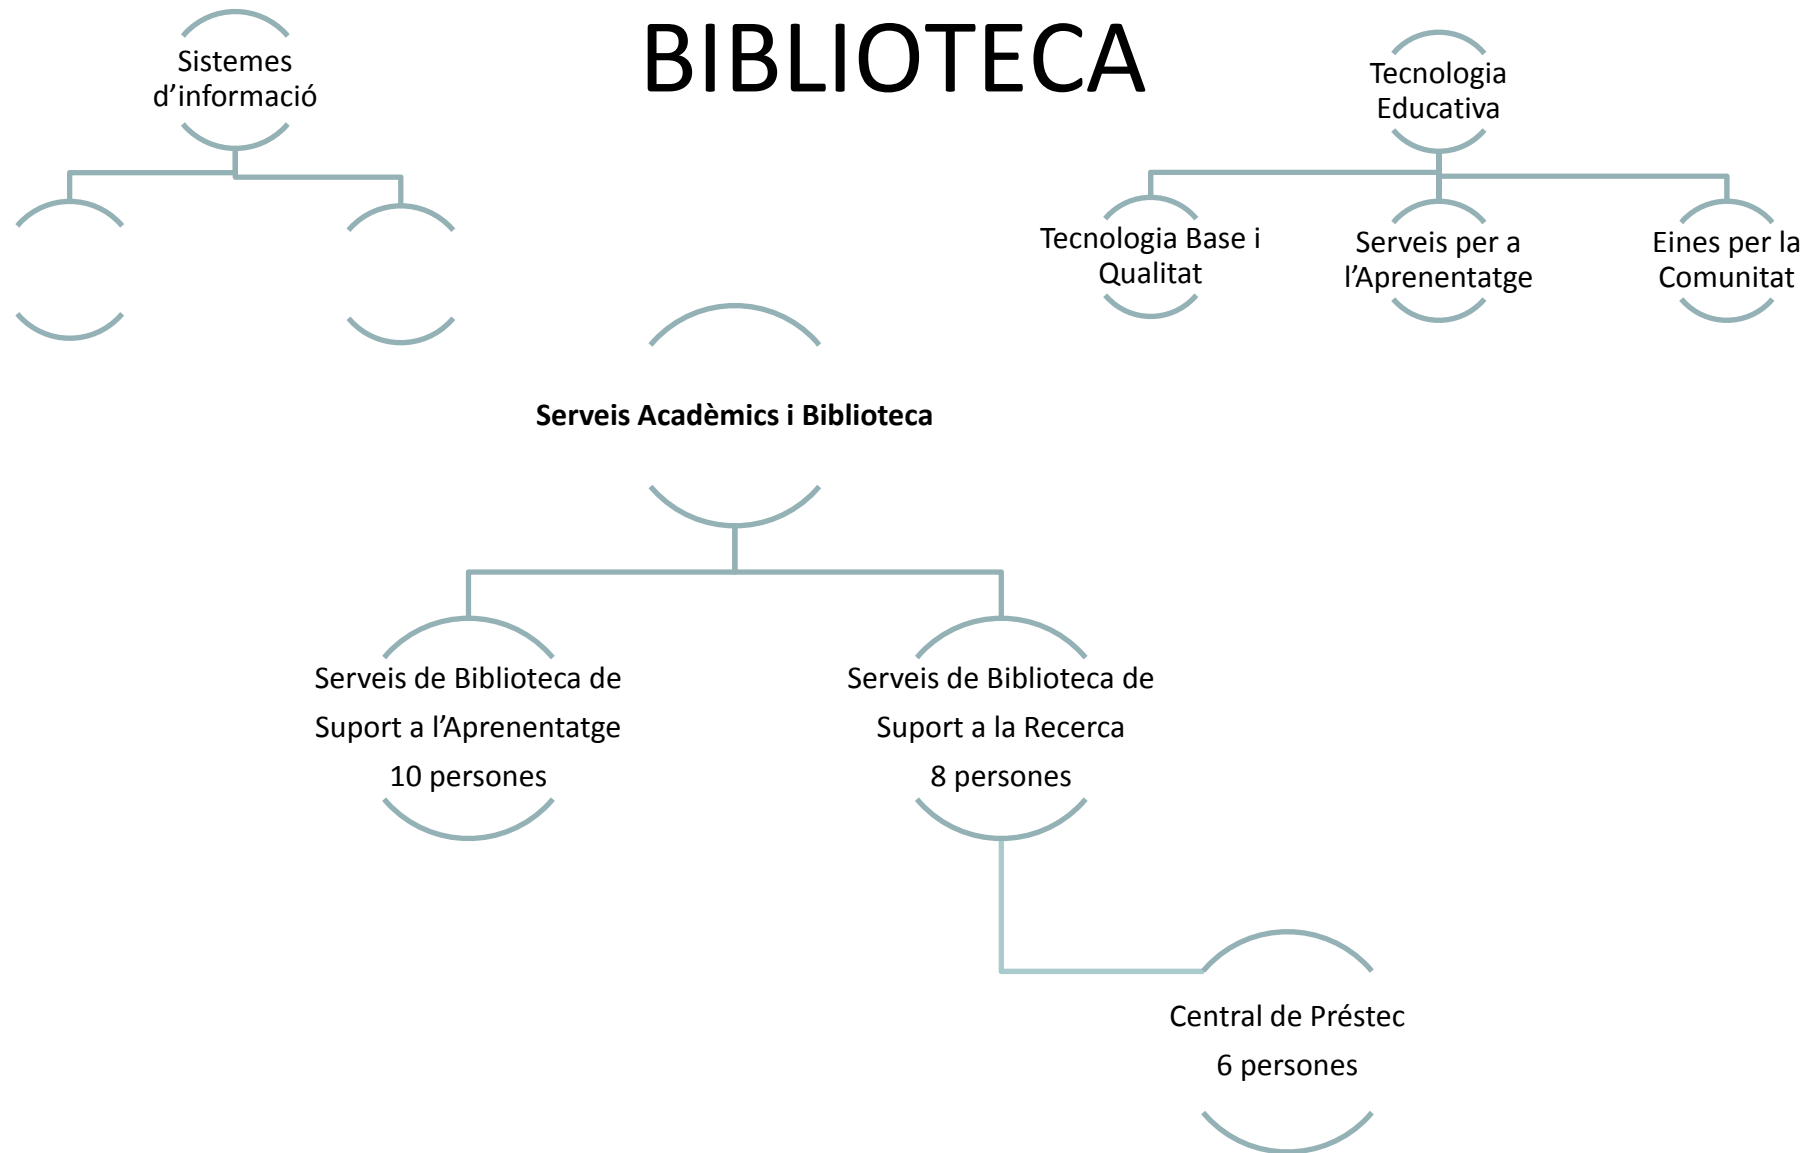 BIBLIOTECA
Sistemes
d’informació
Tecnologia
Educativa
Tecnologia Base i
Qualitat
Serveis per a
l’Aprenentatge
Eines per la
Comunitat
Serveis Acadèmics i Biblioteca
Serveis de Biblioteca de
Suport a l’Aprenentatge
10 persones
Serveis de Biblioteca de
Suport a la Recerca
8 persones
Central de Préstec
6 persones